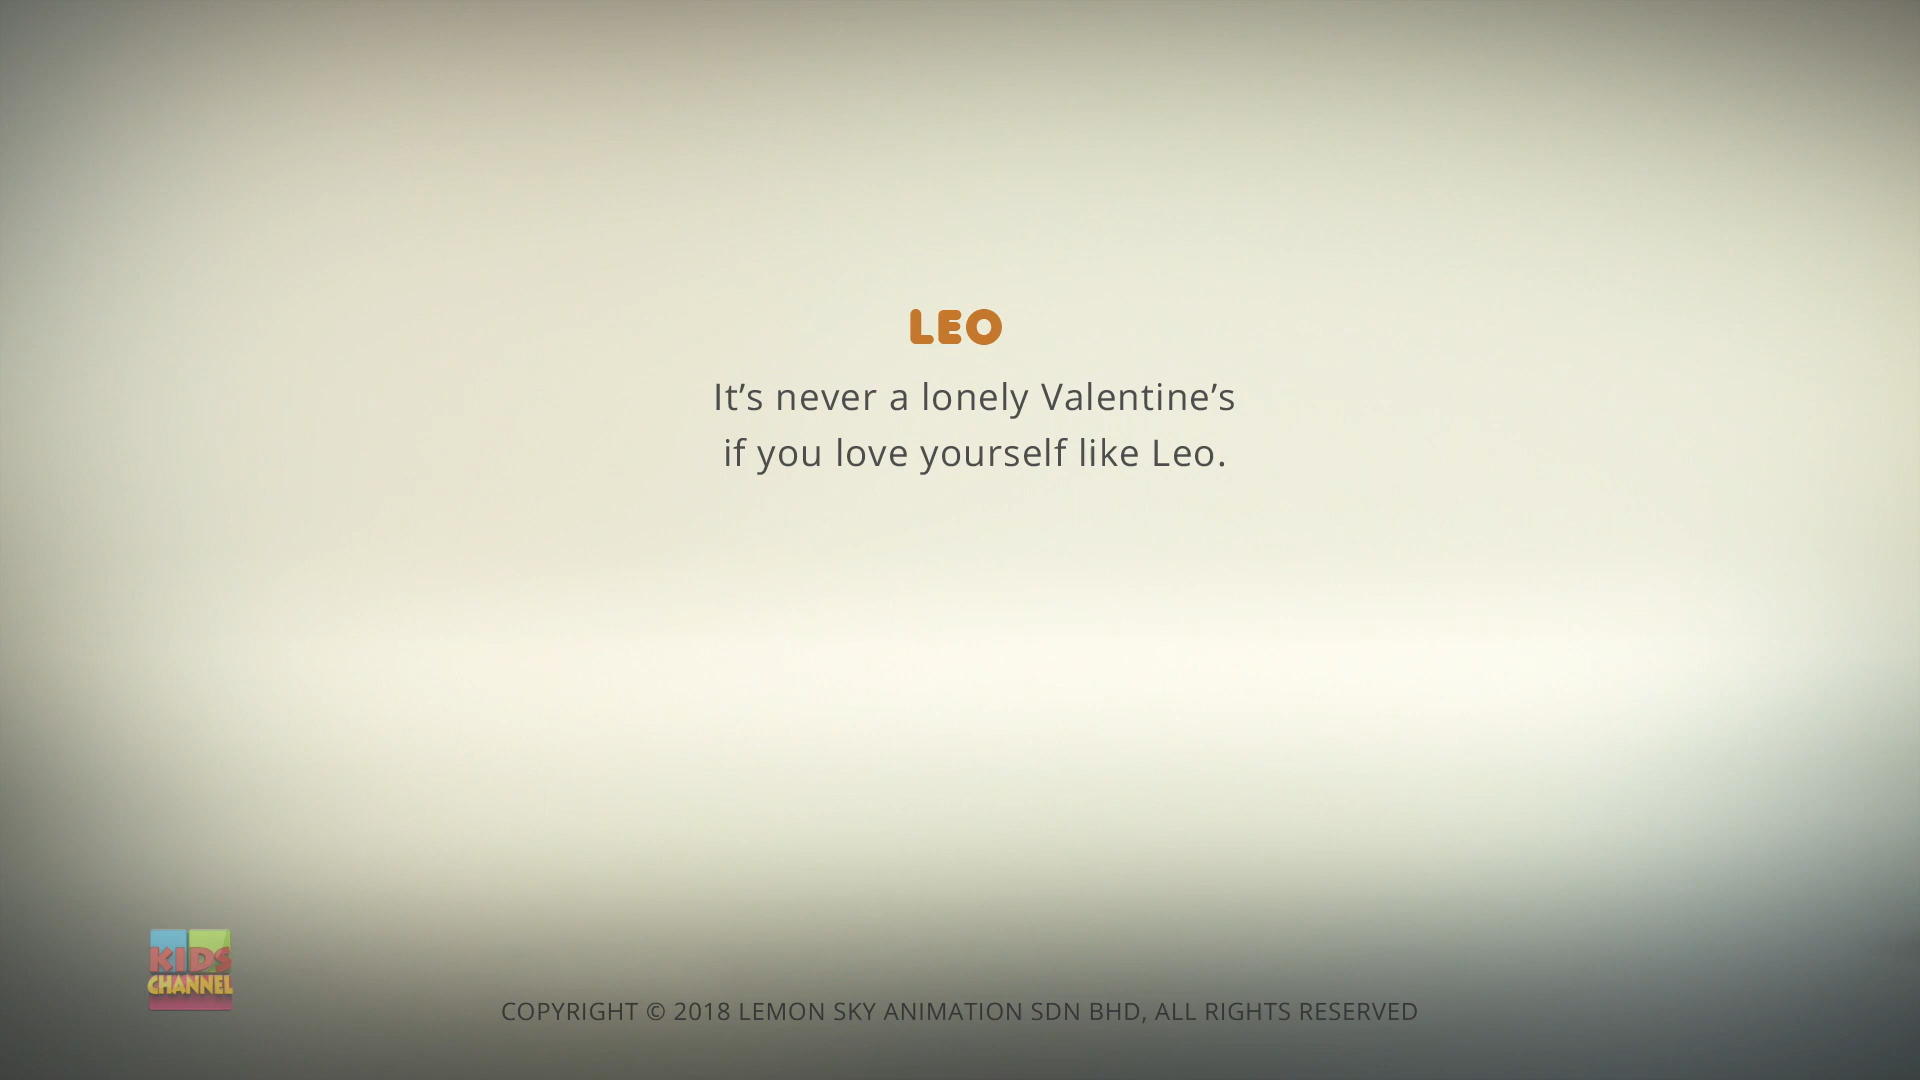 LEO
It’s never a lonely Valentine’s
if you love yourself like Leo.
KIDS
CHANNEL
COPYRIGHT © 2018 LEMON SKY ANIMATION SDN BHD, ALL RIGHTS RESERVED